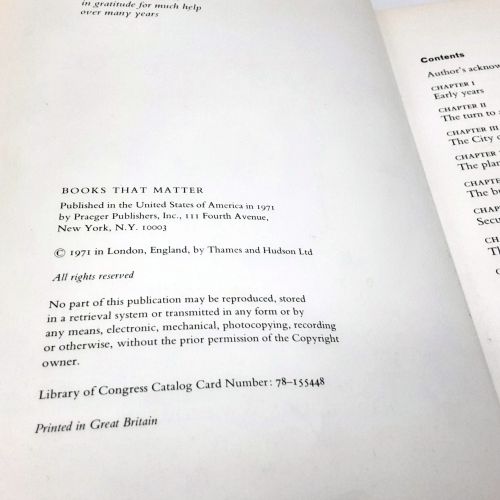 in gratitude for much help
over many years
BOOKS THAT MATTER
Published in the United States of America in 1971
by Praeger Publishers, Inc., 111 Fourth Avenue,
New York, N.Y. 10003
© 1971 in London, England, by Thames and Hudson Ltd
All rights reserved
No part of this publication may be reproduced, stored
in a retrieval system or transmitted in any form or by
any means, electronic, mechanical, photocopying, recording
or otherwise, without the prior permission of the Copyright
owner.
Library of Congress Catalog Card Number: 78-155448
Printed in Great Britain
Contents
Author's
CHAPTER I
Early years
CHAPTER II
The turn to
CHAPTER III
The City
CHAPTER
The
The